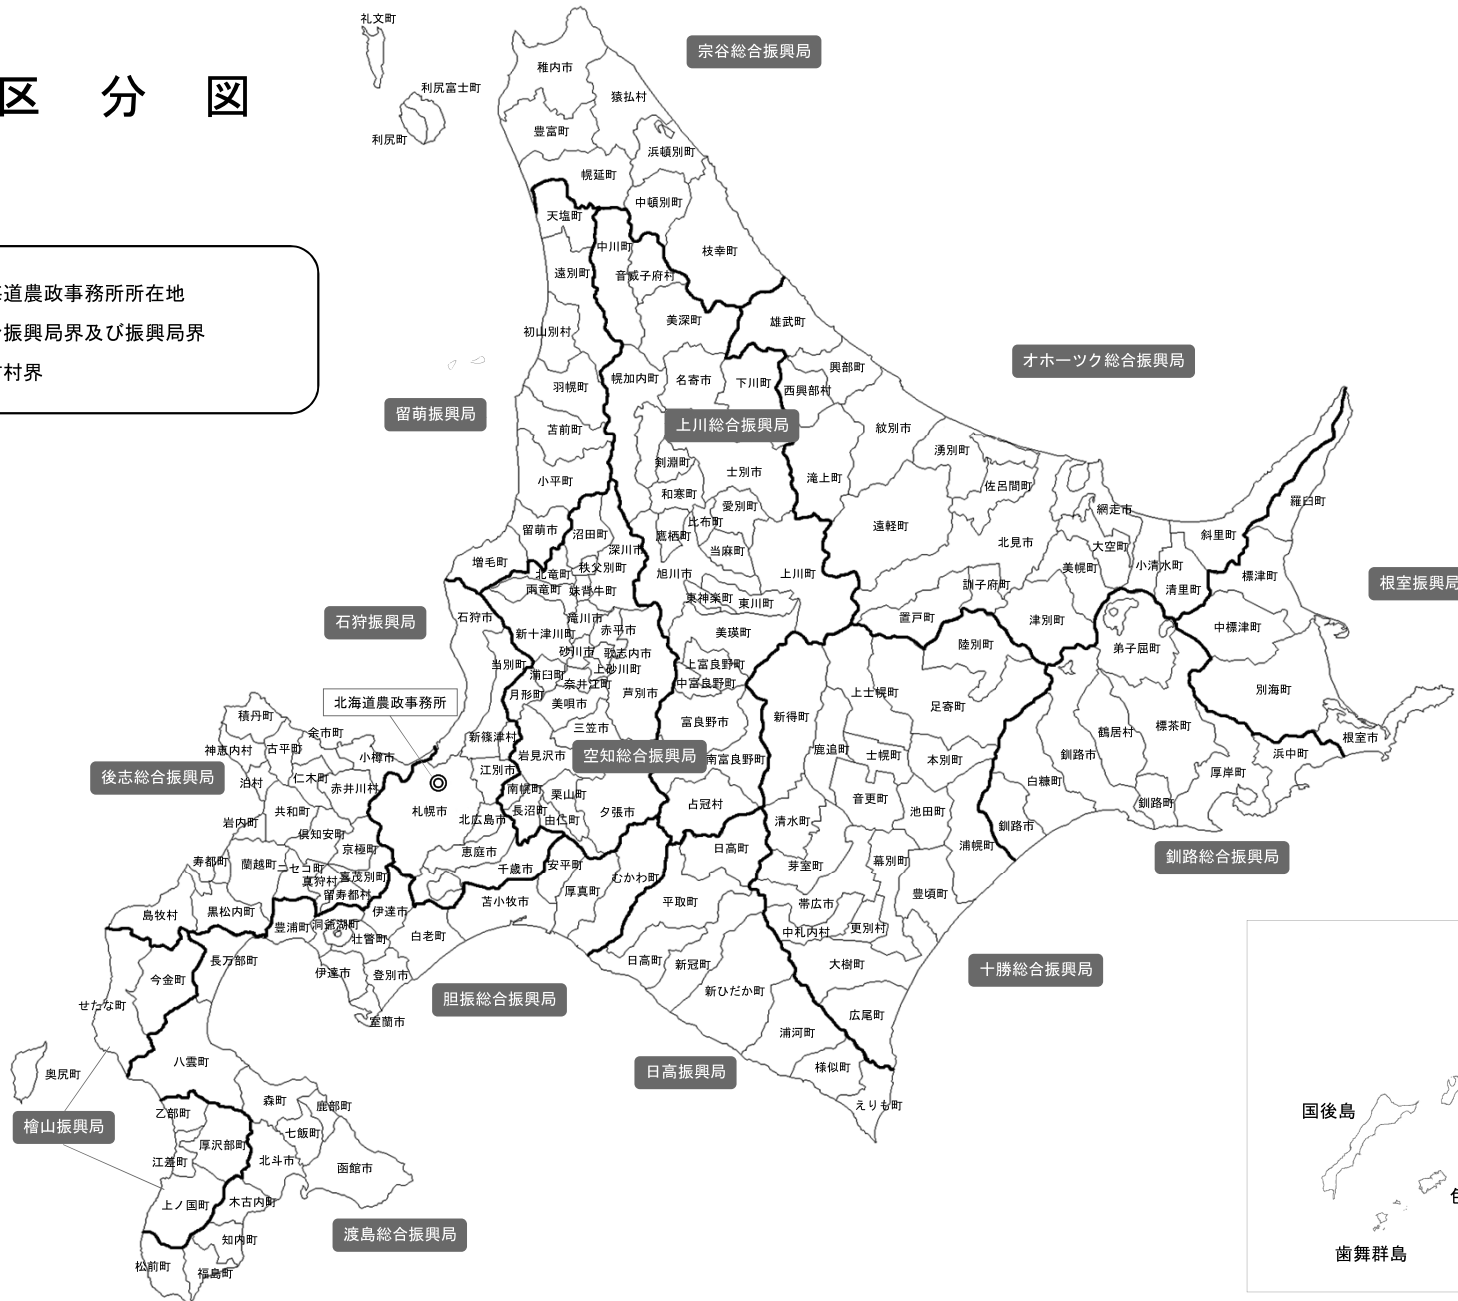 区 分 図
道農政事務所所在地
振興局界及び振興局界
村界
礼文町
利尻富士町
利尻町
宗谷総合振興局
稚内市
猿払村
豊富町
浜頓別町
幌延町
中頓別町
枝幸町
天塩町
中川町
音威子府村
遠別町
美深町
初山別村
雄武町
オホーツク総合振興局
羽幌町
幌加内町
名寄市
下川町
興部町
西興部村
留萌振興局
上川総合振興局
苫前町
紋別市
湧別町
剣淵町
士別市
滝上町
佐呂間町
小平町
和寒町
愛別町
比布町
遠軽町
網走市
羅臼町
留萌市
沼田町
鷹栖町
当麻町
北見市
大空町
斜里町
深川市
増毛町
北竜町
秩父別町
旭川市
上川町
美幌町
小清水町
清里町
標津町
根室振興局
雨竜町
妹背牛町
東神楽町
東川町
訓子府町
石狩振興局
石狩市
滝川市
赤平市
新十津川町
美瑛町
置戸町
津別町
中標津町
砂川市
歌志内市
陸別町
弟子屈町
当別町
浦臼町
上砂川町
上富良野町
奈井江町
中富良野町
月形町
芦別市
上士幌町
別海町
北海道農政事務所
美唄市
足寄町
積丹町
富良野市
新得町
三笠市
標茶町
鶴居村
余市町
新篠津村
根室市
神恵内村
古平町
小樽市
岩見沢市
空知総合振興局
南富良野町
鹿追町
士幌町
本別町
釧路市
浜中町
後志総合振興局
泊村
仁木町
赤井川村
江別市
南幌町
栗山町
白糠町
厚岸町
共和町
札幌市
長沼町
由仁町
夕張市
占冠村
音更町
池田町
釧路町
岩内町
倶知安町
北広島市
清水町
釧路市
京極町
恵庭市
日高町
浦幌町
釧路総合振興局
寿都町
蘭越町
ニセコ町
真狩村
喜茂別町
千歳市
安平町
むかわ町
芽室町
幕別町
留寿都村
厚真町
豊頃町
島牧村
黒松内町
伊達市
苫小牧市
平取町
帯広市
豊浦町
洞爺湖町
壮瞥町
白老町
中札内村
更別村
長万部町
伊達市
登別市
日高町
新冠町
大樹町
十勝総合振興局
今金町
新ひだか町
せたな町
胆振総合振興局
室蘭市
広尾町
浦河町
八雲町
奥尻町
日高振興局
様似町
森町
鹿部町
えりも町
乙部町
国後島
檜山振興局
七飯町
厚沢部町
江差町
北斗市
函館市
上ノ国町
木古内町
渡島総合振興局
知内町
歯舞群島
松前町
福島町